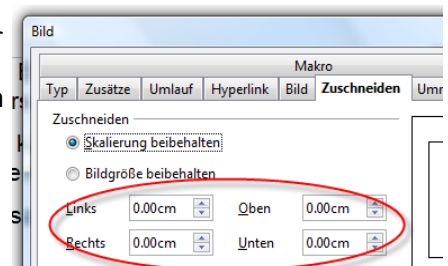 Bild
Makro
Typ Zusätze Umlauf Hyperlink Bild Zuschneiden Umr
Zuschneiden
Skalierung beibehalten
Bildgröße beibehalten
Links 0.00cm Oben 0.00cm
Rechts 0.00cm Unten 0.00cm